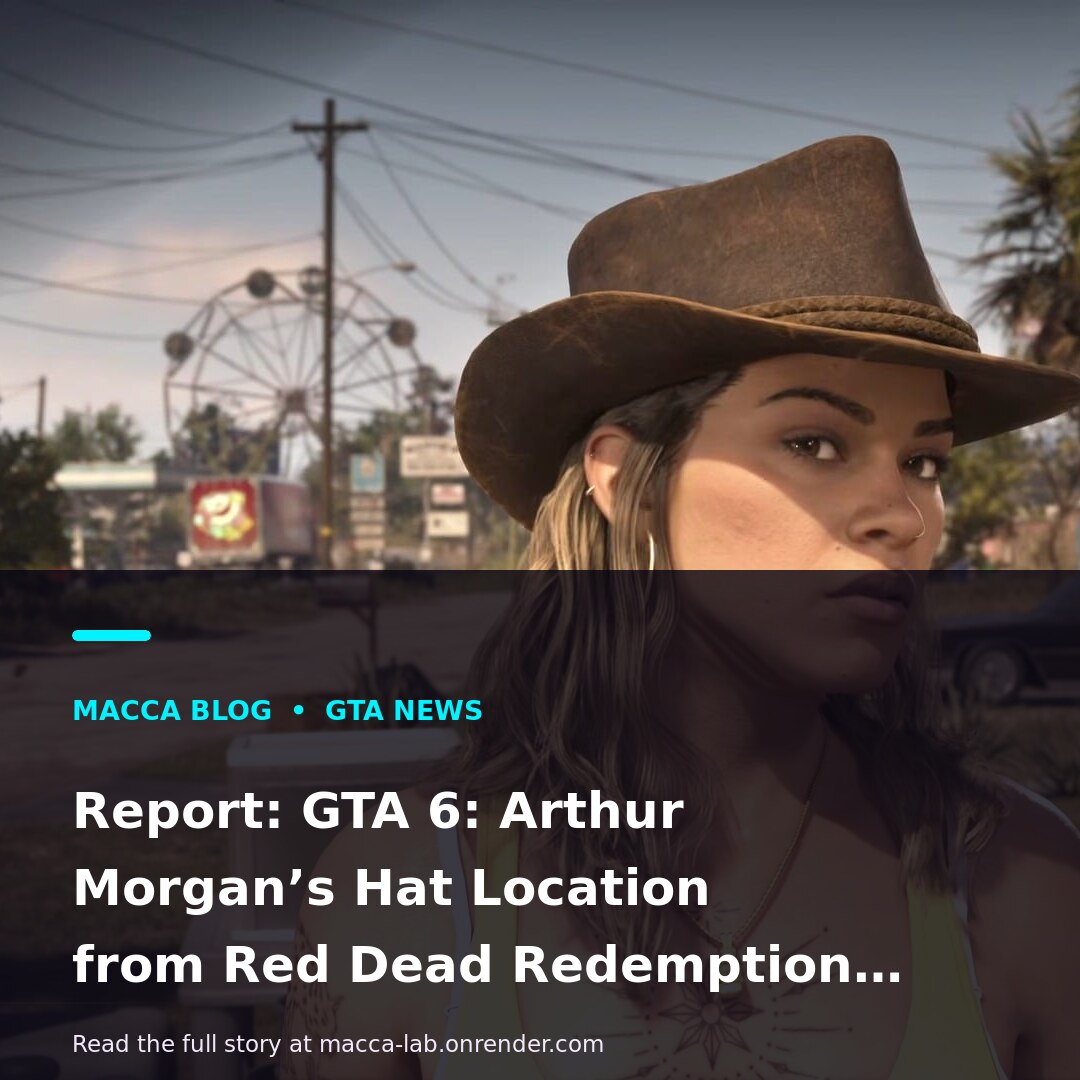 MACCA BLOG • GTA NEWS
Report: GTA 6: Arthur
Morgan’s Hat Location
from Red Dead Redemption…
Read the full story at macca-lab.onrender.com